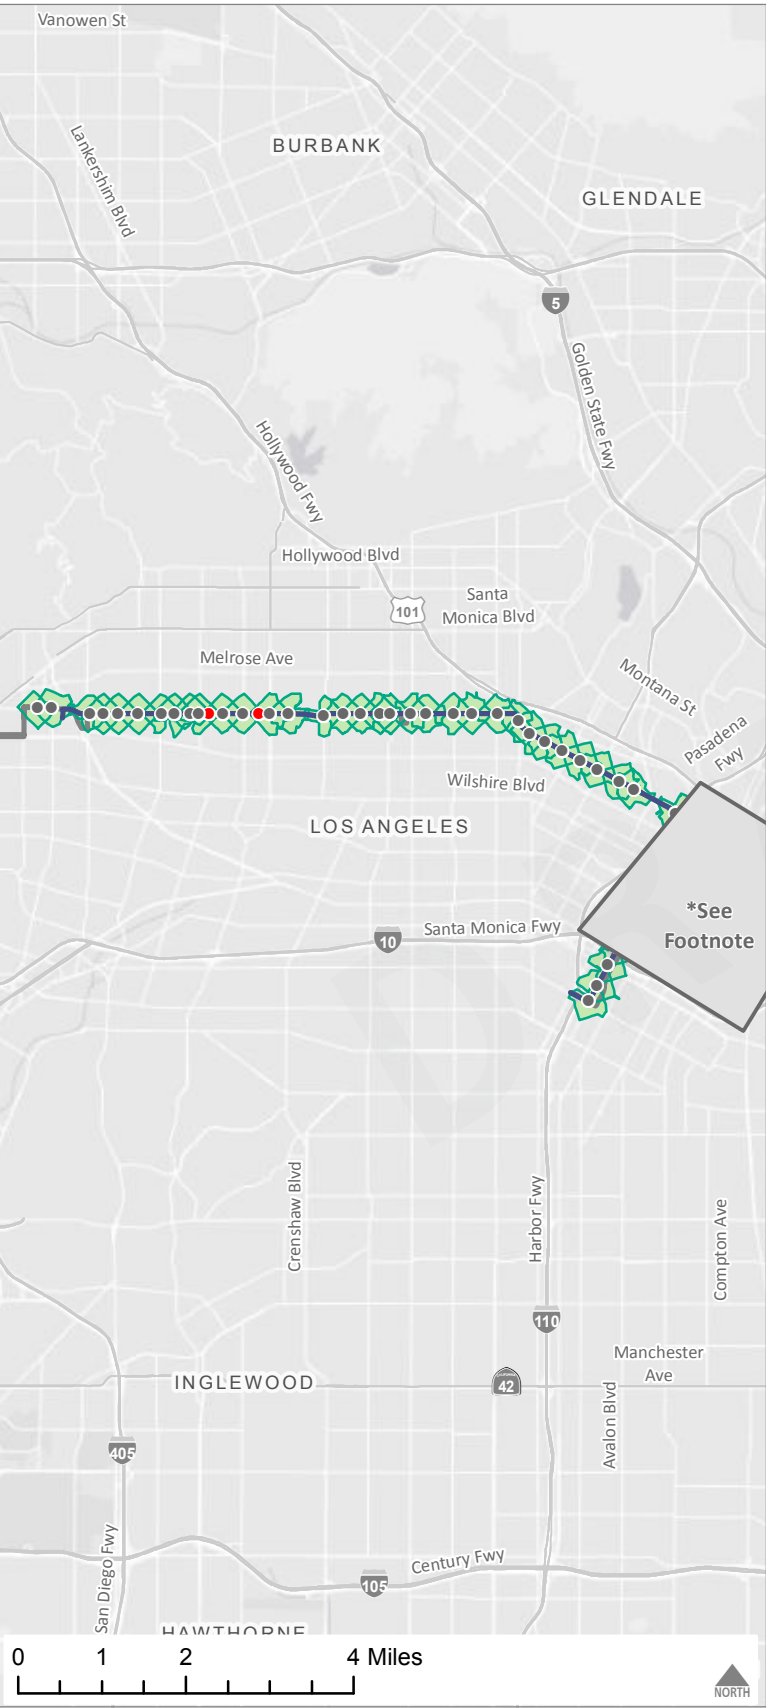 Vanowen St
Lankershim Blvd
BURBANK
GLENDALE
5
Golden State Fwy
Hollywood Fwy
Hollywood Blvd
101
Santa
Monica Blvd
Melrose Ave
Montana St
Pasadena
Fwy
Wilshire Blvd
LOS ANGELES
*See
Footnote
Santa Monica Fwy
10
Crenshaw Blvd
Harbor Fwy
Compton Ave
110
Manchester
Ave
INGLEWOOD
42
Avalon Blvd
405
San Diego Fwy
Century Fwy
105
HAWTHORNE
0 1 2 4 Miles
NORTH